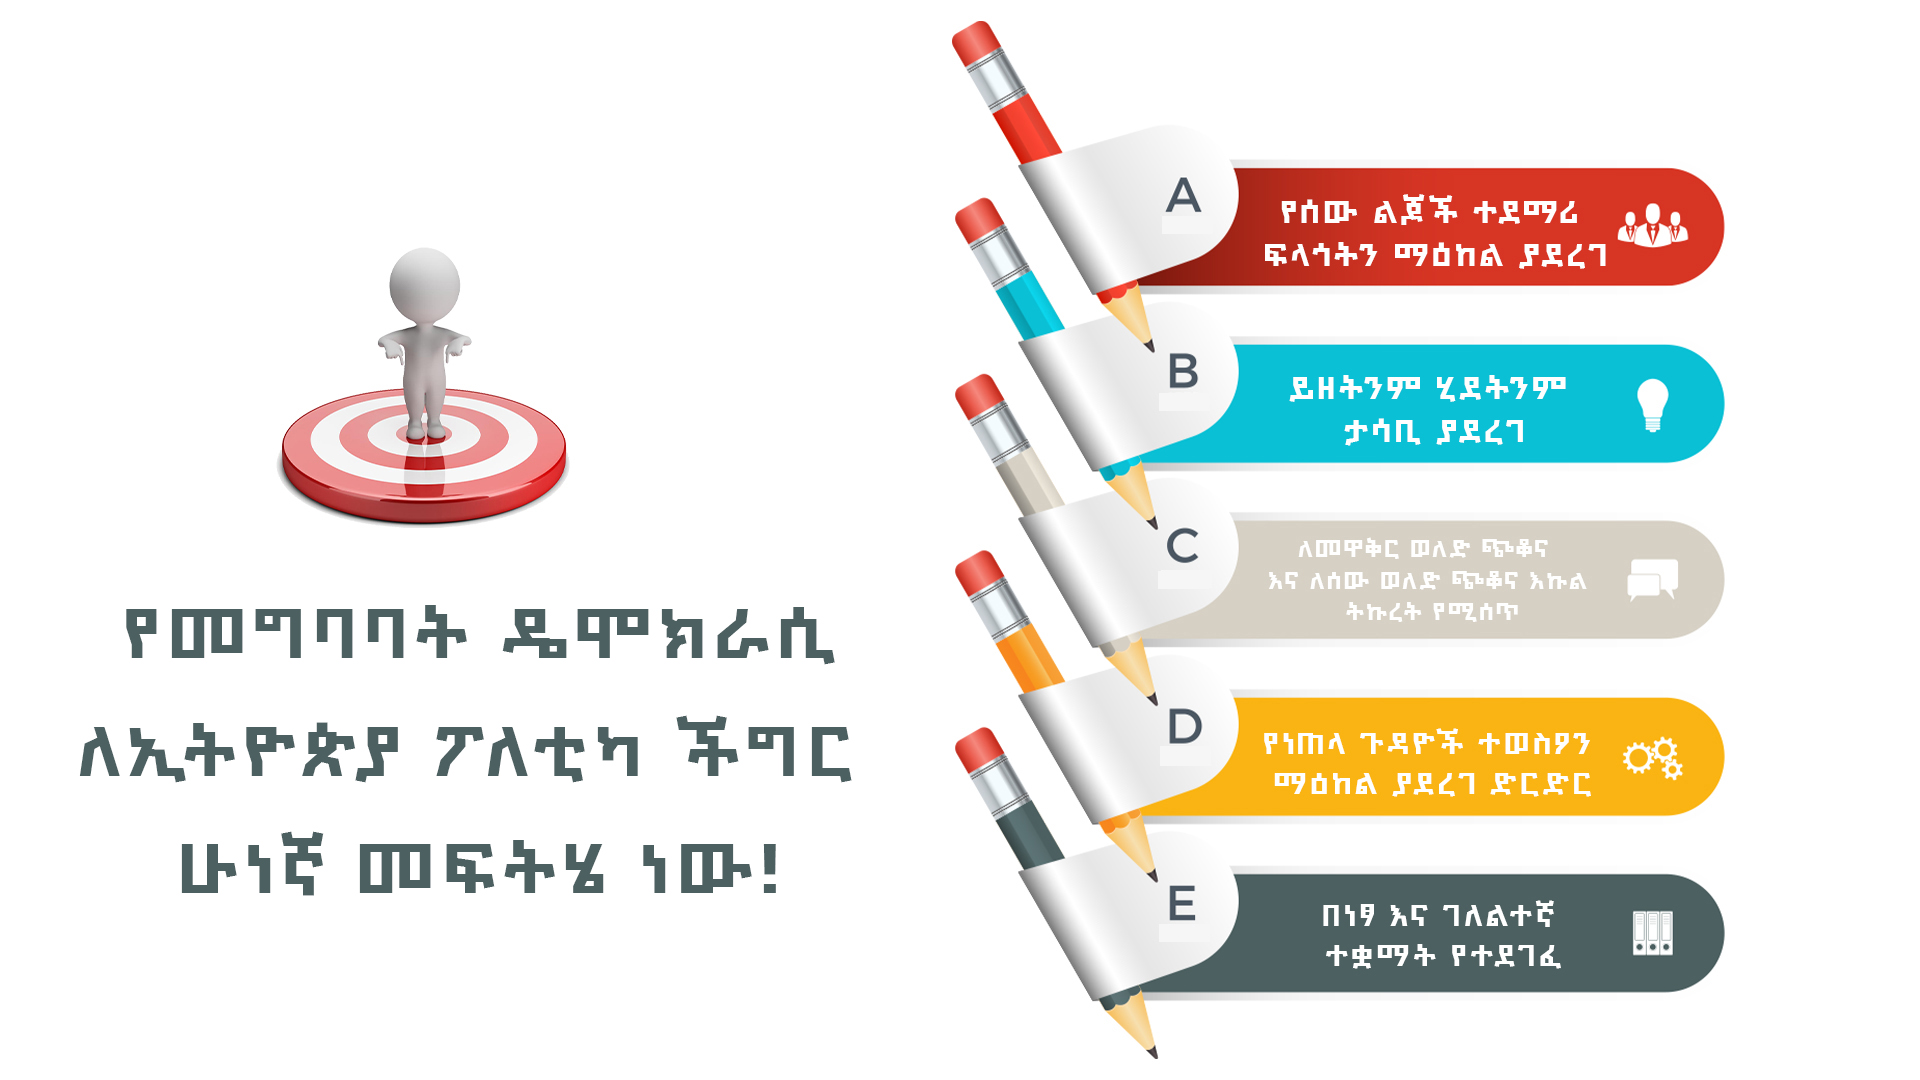 የመግባባት ዴሞክራሲ
ለኢትዮጵያ ፖለቲካ ችግር
ሁነኛ መፍትሄ ነው!
A
የሰው ልጆች ተደማሪ
ፍላጎትን ማዕከል ያደረገ
B
ይዘትንም ሂደትንም
ታሳቢ ያደረገ
C
ለመዋቅር ወለድ ጭቆና
እና ለሰው ወለድ ጭቆና እኩል
ትኩረት የሚሰጥ
D
የነጠላ ጉዳዮች ተወስዖን
ማዕከል ያደረገ ድርድር
E
በነፃ እና ገለልተኛ
ተቋማት የተደገፈ